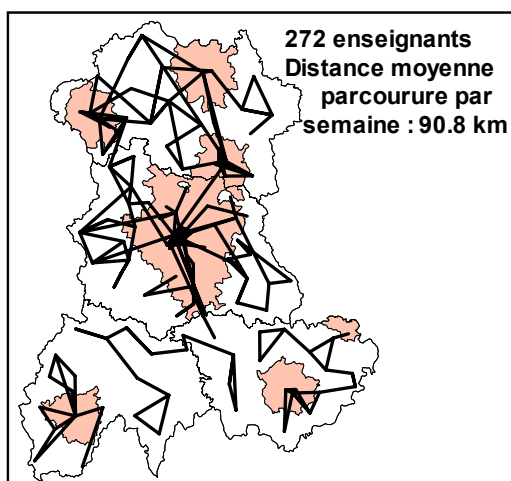 272 enseignants
Distance moyenne
parcourure par
semaine : 90.8 km